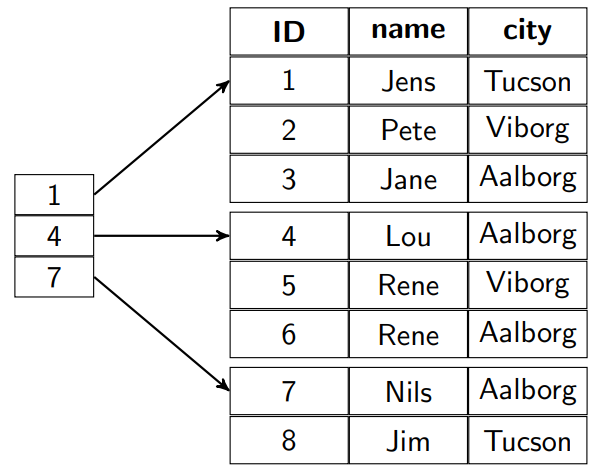 ID name city
1 Jens Tucson
2 Pete Viborg
3 Jane Aalborg
1
4
7
4 Lou Aalborg
5 Rene Viborg
6 Rene Aalborg
7 Nils Aalborg
8 Jim Tucson